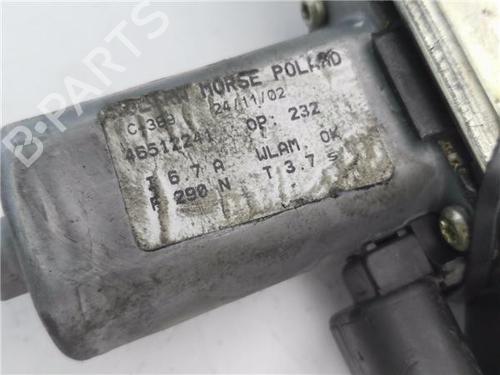 MORSE POLAND
C.389 24/11/02
46512241 OP: 232
I 6.7 A WLAM. OK
F 290 N T 3.7 s
B-PARTS